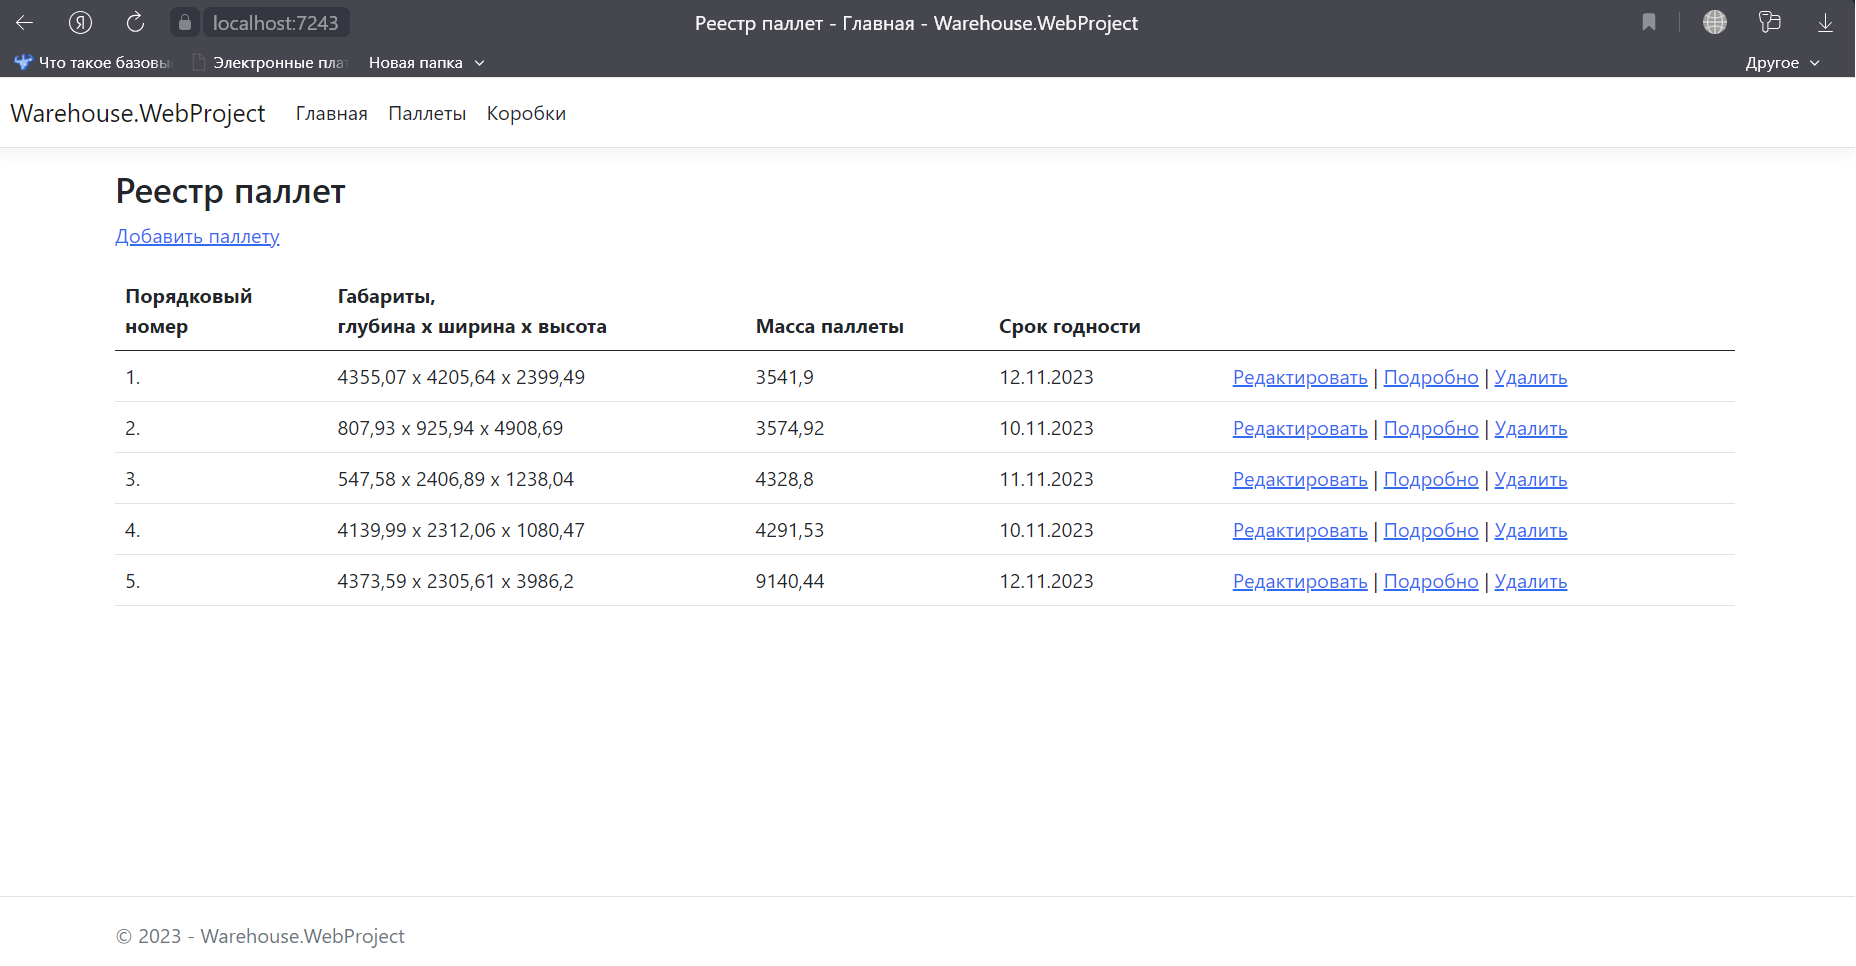 localhost:7243
Реестр паллет - Главная - Warehouse.WebProject
Что такое базовы
Электронные плат
Новая папка
Другое
Warehouse.WebProject Главная Паллеты Коробки
Реестр паллет
Добавить паллету
Порядковый номер
Габариты,
глубина x ширина x высота
Масса паллеты
Срок годности
1. 4355,07 x 4205,64 x 2399,49 3541,9 12.11.2023 Редактировать | Подробно | Удалить
2. 807,93 x 925,94 x 4908,69 3574,92 10.11.2023 Редактировать | Подробно | Удалить
3. 547,58 x 2406,89 x 1238,04 4328,8 11.11.2023 Редактировать | Подробно | Удалить
4. 4139,99 x 2312,06 x 1080,47 4291,53 10.11.2023 Редактировать | Подробно | Удалить
5. 4373,59 x 2305,61 x 3986,2 9140,44 12.11.2023 Редактировать | Подробно | Удалить
© 2023 - Warehouse.WebProject